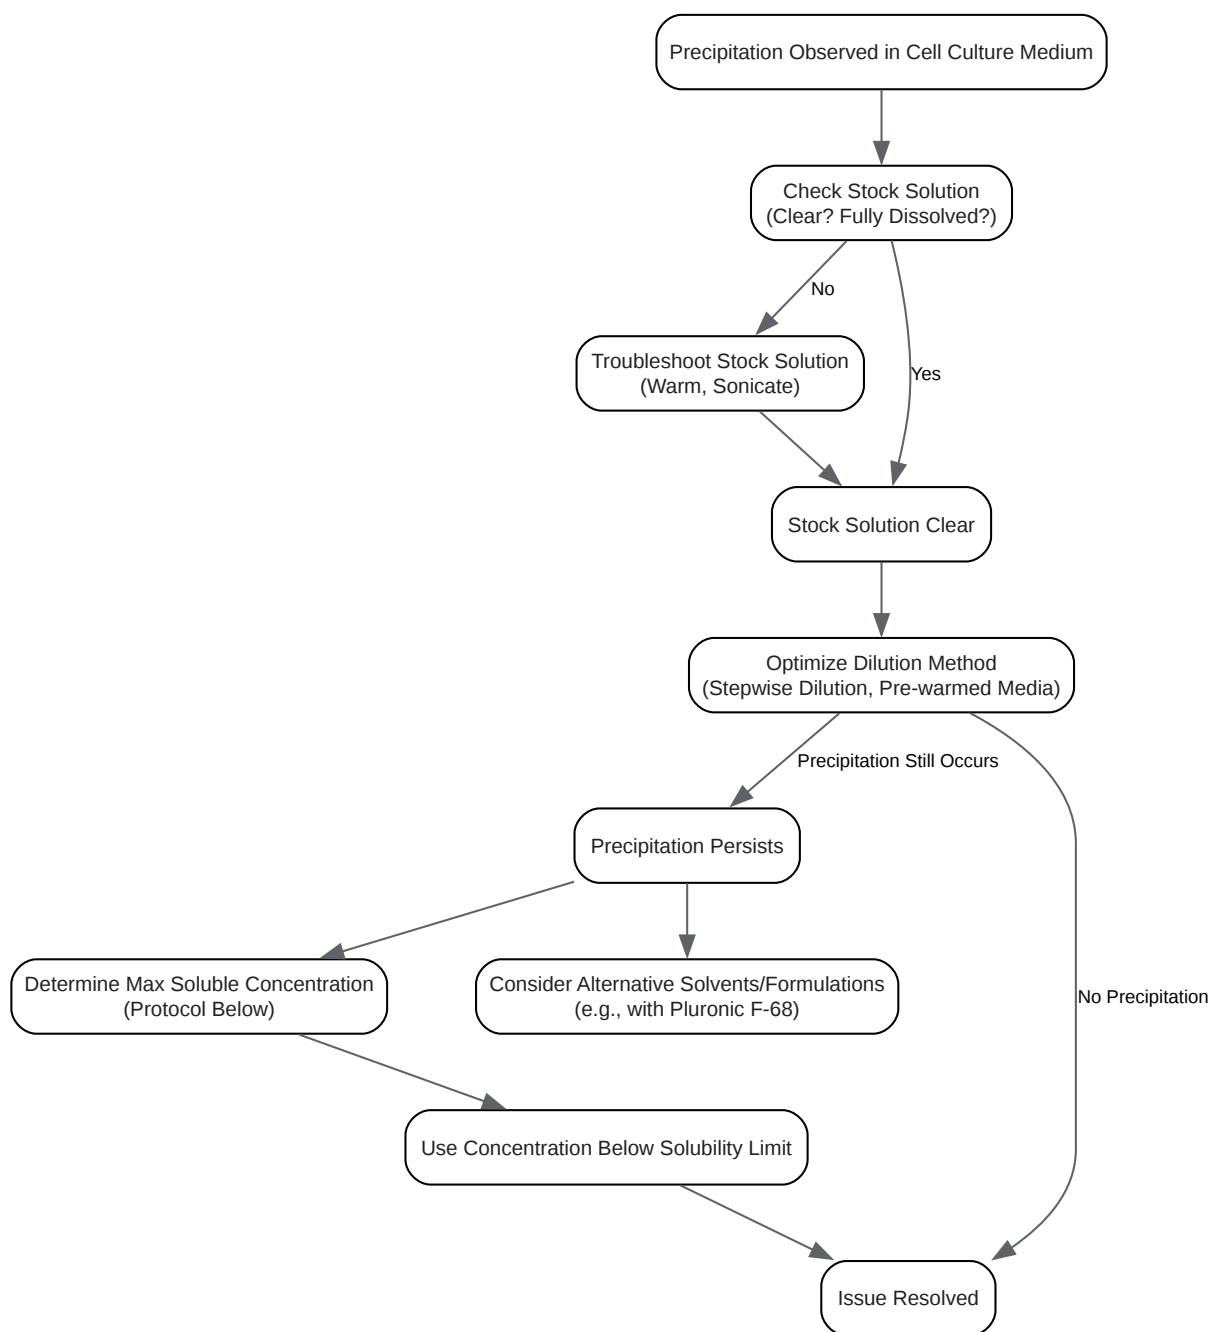 Precipitation Observed in Cell Culture Medium
Check Stock Solution
(Clear? Fully Dissolved?)
No
Troubleshoot Stock Solution
(Warm, Sonicate)
Yes
Stock Solution Clear
Optimize Dilution Method
(Stepwise Dilution, Pre-warmed Media)
Precipitation Still Occurs
Precipitation Persists
Determine Max Soluble Concentration
(Protocol Below)
Consider Alternative Solvents/Formulations
(e.g., with Pluronic F-68)
No Precipitation
Use Concentration Below Solubility Limit
Issue Resolved